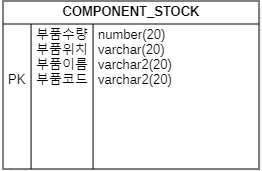 COMPONENT_STOCK
부품수량 number(20)
부품위치 varchar(20)
부품이름 varchar2(20)
PK 부품코드 varchar2(20)